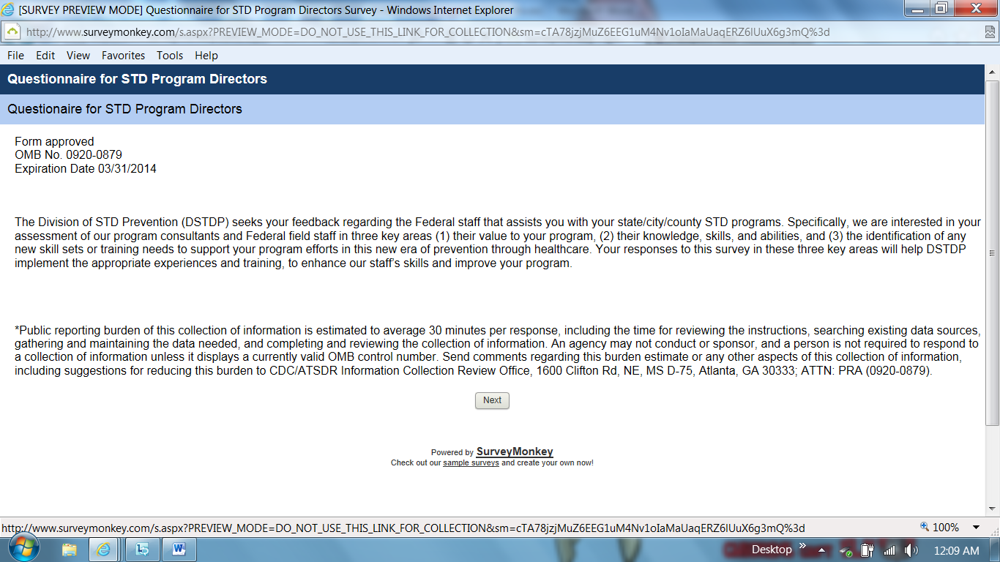 [SURVEY PREVIEW MODE] Questionnaire for STD Program Directors Survey - Windows Internet Explorer
http://www.surveymonkey.com/s.aspx?PREVIEW_MODE=DO_NOT_USE_THIS_LINK_FOR_COLLECTION&sm=cTA78jzjMuZ6EEG1uM4Nv1oIaMaUaqERZ6lUuX6g3mQ%3d
File Edit View Favorites Tools Help
Questionnaire for STD Program Directors
Questionaire for STD Program Directors
Form approved
OMB No. 0920-0879
Expiration Date 03/31/2014
The Division of STD Prevention (DSTDP) seeks your feedback regarding the Federal staff that assists you with your state/city/county STD programs. Specifically, we are interested in your
assessment of our program consultants and Federal field staff in three key areas (1) their value to your program, (2) their knowledge, skills, and abilities, and (3) the identification of any
new skill sets or training needs to support your program efforts in this new era of prevention through healthcare. Your responses to this survey in these three key areas will help DSTDP
implement the appropriate experiences and training, to enhance our staff's skills and improve your program.
*Public reporting burden of this collection of information is estimated to average 30 minutes per response, including the time for reviewing the instructions, searching existing data sources,
gathering and maintaining the data needed, and completing and reviewing the collection of information. An agency may not conduct or sponsor, and a person is not required to respond to
a collection of information unless it displays a currently valid OMB control number. Send comments regarding this burden estimate or any other aspects of this collection of information,
including suggestions for reducing this burden to CDC/ATSDR Information Collection Review Office, 1600 Clifton Rd, NE, MS D-75, Atlanta, GA 30333; ATTN: PRA (0920-0879).
Next
Powered by SurveyMonkey
Check out our sample surveys and create your own now!
http://www.surveymonkey.com/s.aspx?PREVIEW_MODE=DO_NOT_USE_THIS_LINK_FOR_COLLECTION&sm=cTA78jzjMuZ6EEG1uM4Nv1oIaMaUaqERZ6lUuX6g3mQ%3d
100%
Desktop » 12:09 AM